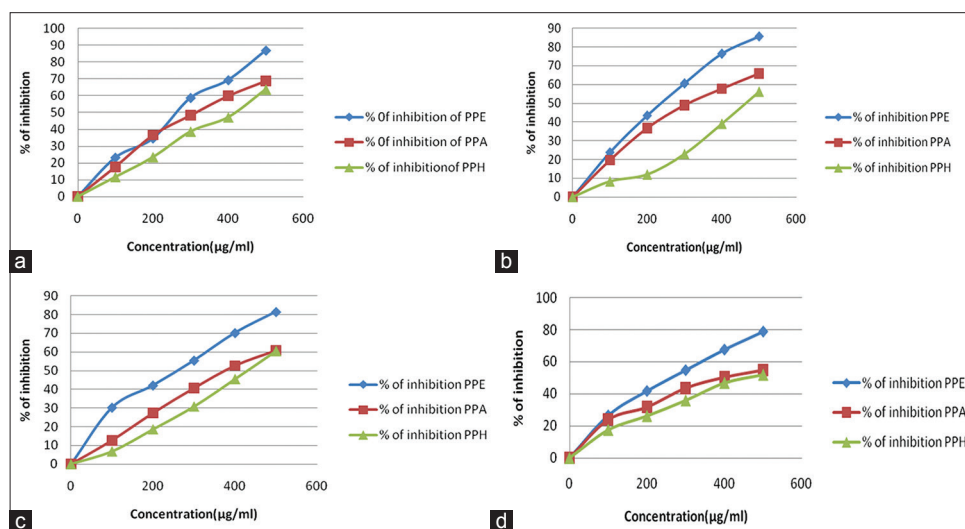 100
90
80
70
60
50
40
30
20
10
0
% of inhibition
0 200 400 600
Concentration(µg/ml)
% 0f inhibition of PPE
% 0f inhibition of PPA
% of inhibitionof PPH
a
90
80
70
60
50
40
30
20
10
0
% of inhibition
0 200 400 600
Concentration(µg/ml)
% of inhibition PPE
% of inhibition PPA
% of inhibition PPH
b
90
80
70
60
50
40
30
20
10
0
% of inhibition
0 200 400 600
Concentration(µg/ml)
% of inhibition PPE
% of inhibition PPA
% of inhibition PPH
c
100
80
60
40
20
0
% of inhibition
0 200 400 600
Concentration(µg/ml)
% of inhibition PPE
% of inhibition PPA
% of inhibition PPH
d